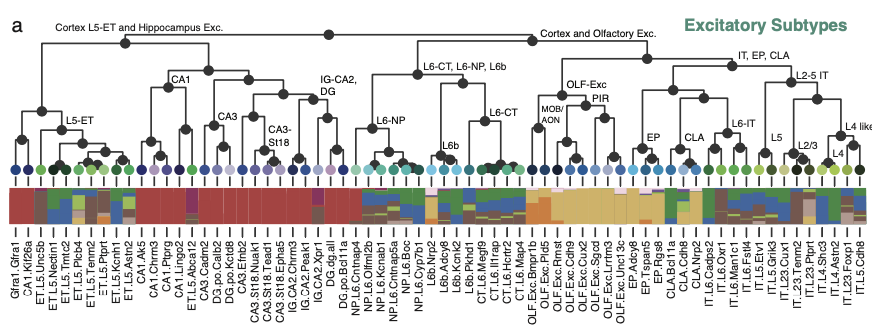 a
Excitatory Subtypes
Cortex L5-ET and Hippocampus Exc.
Cortex and Olfactory Exc.
IT, EP, CLA
L6-CT, L6-NP, L6b
L2-5 IT
CA1
IG-CA2,
DG
OLF-Exc
PIR
MOB/
AON
L5-ET
CA3
CA3-
St18
L6-NP
L6-CT
L6b
EP
CLA
L6-IT
L5
L2/3
L4 like
L4
Gfra1.Gfra1
CA1.Kif26a
ET.L5.Unc5b
ET.L5.Nectin1
ET.L5.Tmtc2
ET.L5.Plcb4
ET.L5.Tenm2
ET.L5.Ptprt
ET.L5.Kcnh1
ET.L5.Astn2
CA1.Ak5
CA1.Chrm3
CA1.Ptprg
CA1.Lingo2
ET.L5.Abca12
CA3.Cadm2
DG.po.Calb2
DG.po.Kctd8
CA3.Efnb2
CA3.St18.Nuak1
CA3.St18.Tead1
CA3.St18.Epha5
IG.CA2.Chrm3
IG.CA2.Peak1
IG.CA2.Xpr1
DG.dg.all
DG.po.Bcl11a
NP.L6.Cntnap4
NP.L6.Olfml2b
NP.L6.Kcnab1
NP.L6.Cntnap5a
NP.L6.Boc
NP.L6.Cyp7b1
L6b.Nrp2
L6b.Adcy8
L6b.Kcnk2
CT.L6.Megf9
CT.L6.Il1rap
CT.L6.Hcrtr2
CT.L6.Map4
OLF.Exc.Bmpr1b
OLF.Exc.Pld5
OLF.Exc.Rmst
OLF.Exc.Cdh9
OLF.Exc.Cux2
OLF.Exc.Sgcd
OLF.Exc.Lrrtm3
OLF.Exc.Unc13c
EP.Adcy8
EP.Tspan5
EP.Rgs8
CLA.Bcl11a
CLA.Cdh8
CLA.Nrp2
IT.L6.Cadps2
IT.L6.Oxr1
IT.L6.Man1c1
IT.L6.Fstl4
IT.L5.Etv1
IT.L5.Grik3
IT.L23.Cux1
IT.L23.Tenm2
IT.L23.Ptprt
IT.L4.Shc3
IT.L4.Astn2
IT.L23.Foxp1
IT.L5.Cdh8